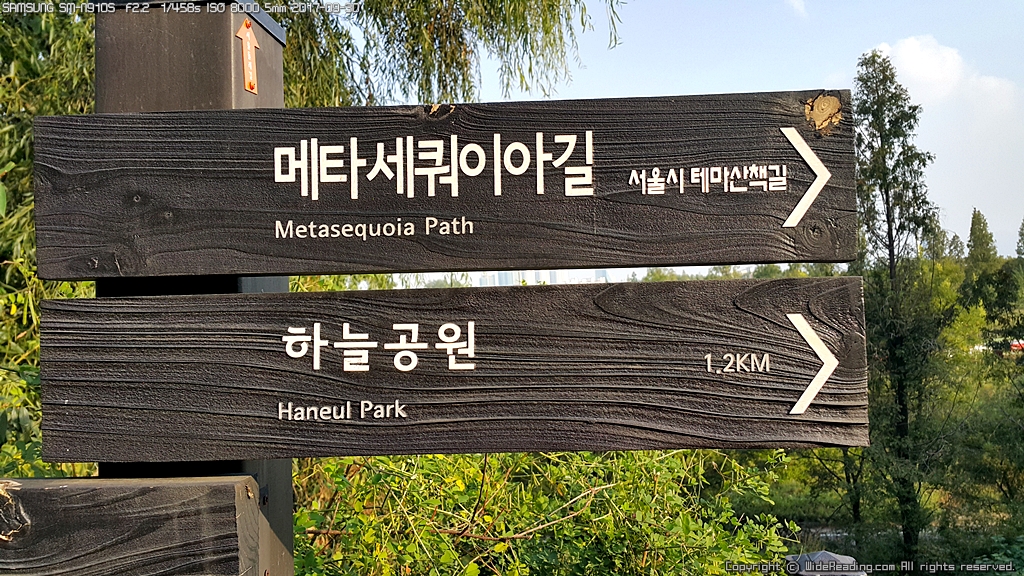 SAMSUNG SM-N910S F2.2 1/458s ISO 8000 5mm 2017-09-30
메타세쿼이아길 서울시 테마산책길
Metasequoia Path
하늘공원
1.2KM
Haneul Park
Copyright ⓒ WideReading.com All rights reserved.